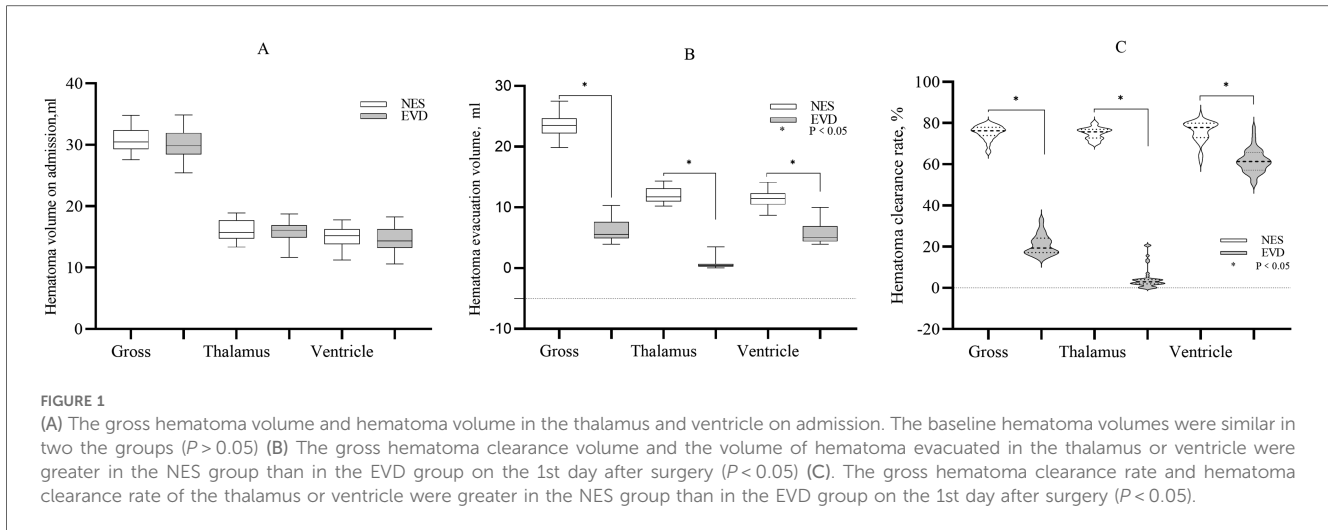 A
Hematoma volume on admission,ml
40
30
20
10
0
NES
EVD
Gross
Thalamus
Ventricle
B
Hematoma evacuation volume, ml
30
20
10
0
-10
*
*
*
NES
EVD
* P < 0.05
Gross
Thalamus
Ventricle
C
Hematoma clearance rate, %
100
80
60
40
20
0
-20
*
*
*
NES
EVD
* P < 0.05
Gross
Thalamus
Ventricle
FIGURE 1
(A) The gross hematoma volume and hematoma volume in the thalamus and ventricle on admission. The baseline hematoma volumes were similar in
two the groups (P > 0.05) (B) The gross hematoma clearance volume and the volume of hematoma evacuated in the thalamus or ventricle were
greater in the NES group than in the EVD group on the 1st day after surgery (P < 0.05) (C). The gross hematoma clearance rate and hematoma
clearance rate of the thalamus or ventricle were greater in the NES group than in the EVD group on the 1st day after surgery (P < 0.05).